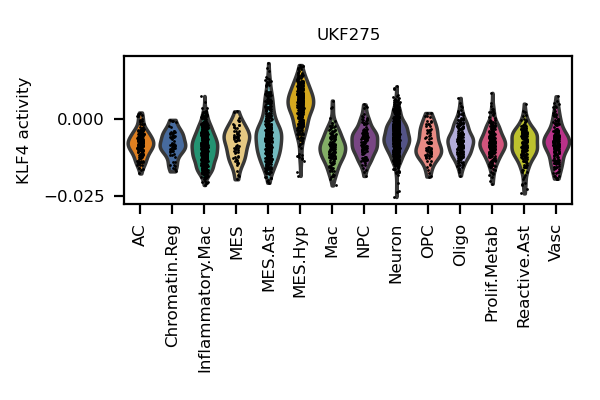 UKF275
KLF4 activity
0.000
−0.025
AC
Chromatin.Reg
Inflammatory.Mac
MES
MES.Ast
MES.Hyp
Mac
NPC
Neuron
OPC
Oligo
Prolif.Metab
Reactive.Ast
Vasc